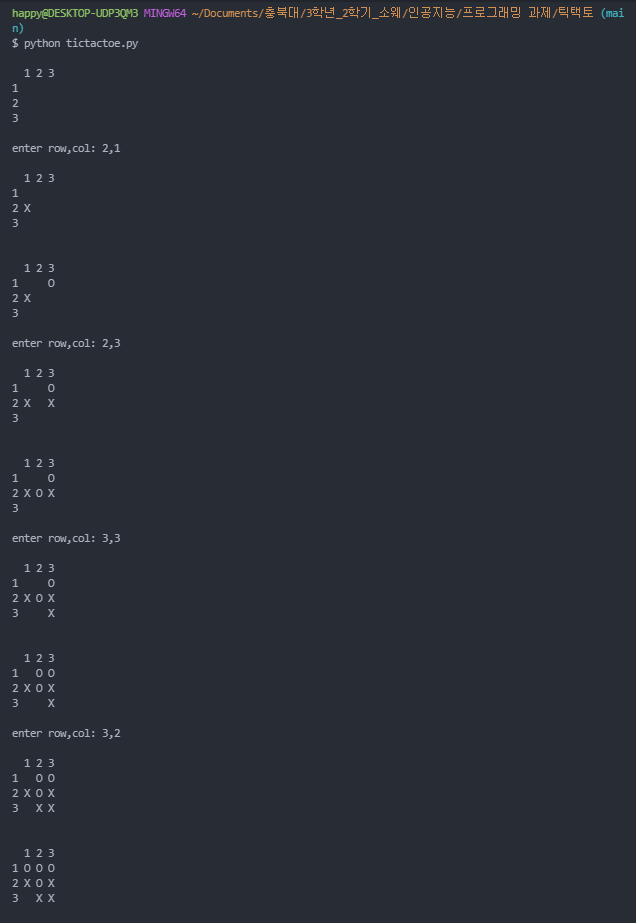 happy@DESKTOP-UDP3QM3 MINGW64 ~/Documents/충북대/3학년_2학기_소웨/인공지능/프로그래밍 과제/틱택토 (mai
n)
$ python tictactoe.py
1 2 3
1
2
3
enter row,col: 2,1
1 2 3
1
2 X
3
1 2 3
1     O
2 X
3
enter row,col: 2,3
1 2 3
1     O
2 X   X
3
1 2 3
1     O
2 X O X
3
enter row,col: 3,3
1 2 3
1     O
2 X O X
3     X
1 2 3
1   O O
2 X O X
3     X
enter row,col: 3,2
1 2 3
1   O O
2 X O X
3   X X
1 2 3
1 O O O
2 X O X
3   X X